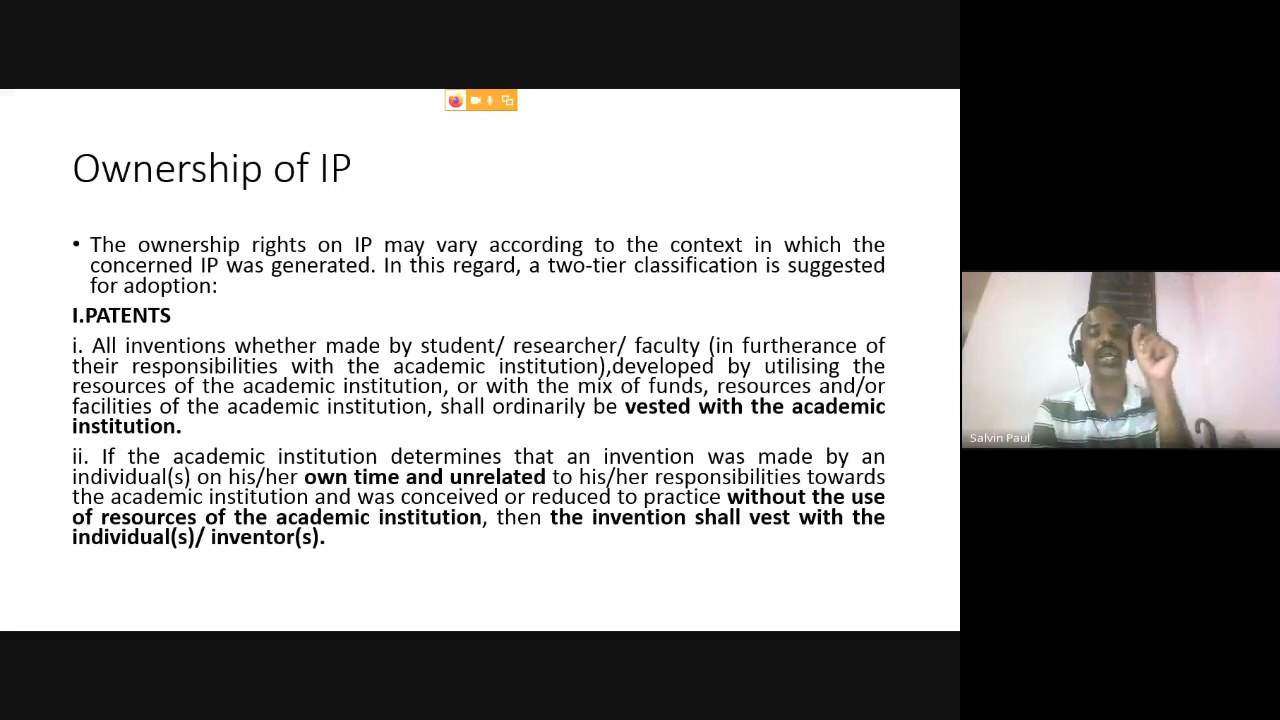 Ownership of IP
• The ownership rights on IP may vary according to the context in which the
concerned IP was generated. In this regard, a two-tier classification is suggested
for adoption:
I.PATENTS
i. All inventions whether made by student/ researcher/ faculty (in furtherance of
their responsibilities with the academic institution),developed by utilising the
resources of the academic institution, or with the mix of funds, resources and/or
facilities of the academic institution, shall ordinarily be vested with the academic
institution.
ii. If the academic institution determines that an invention was made by an
individual(s) on his/her own time and unrelated to his/her responsibilities towards
the academic institution and was conceived or reduced to practice without the use
of resources of the academic institution, then the invention shall vest with the
individual(s)/ inventor(s).
Salvin Paul